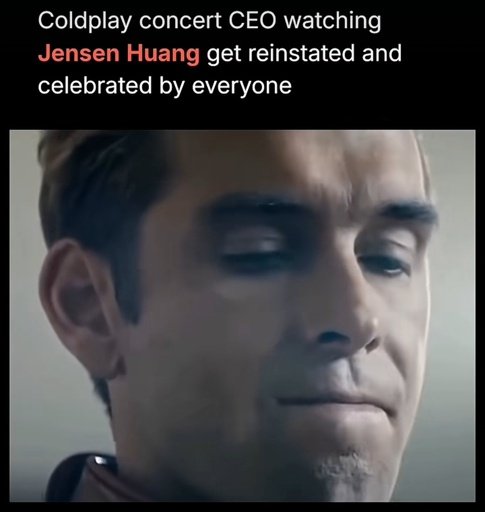 Coldplay concert CEO watching
Jensen Huang get reinstated and
celebrated by everyone